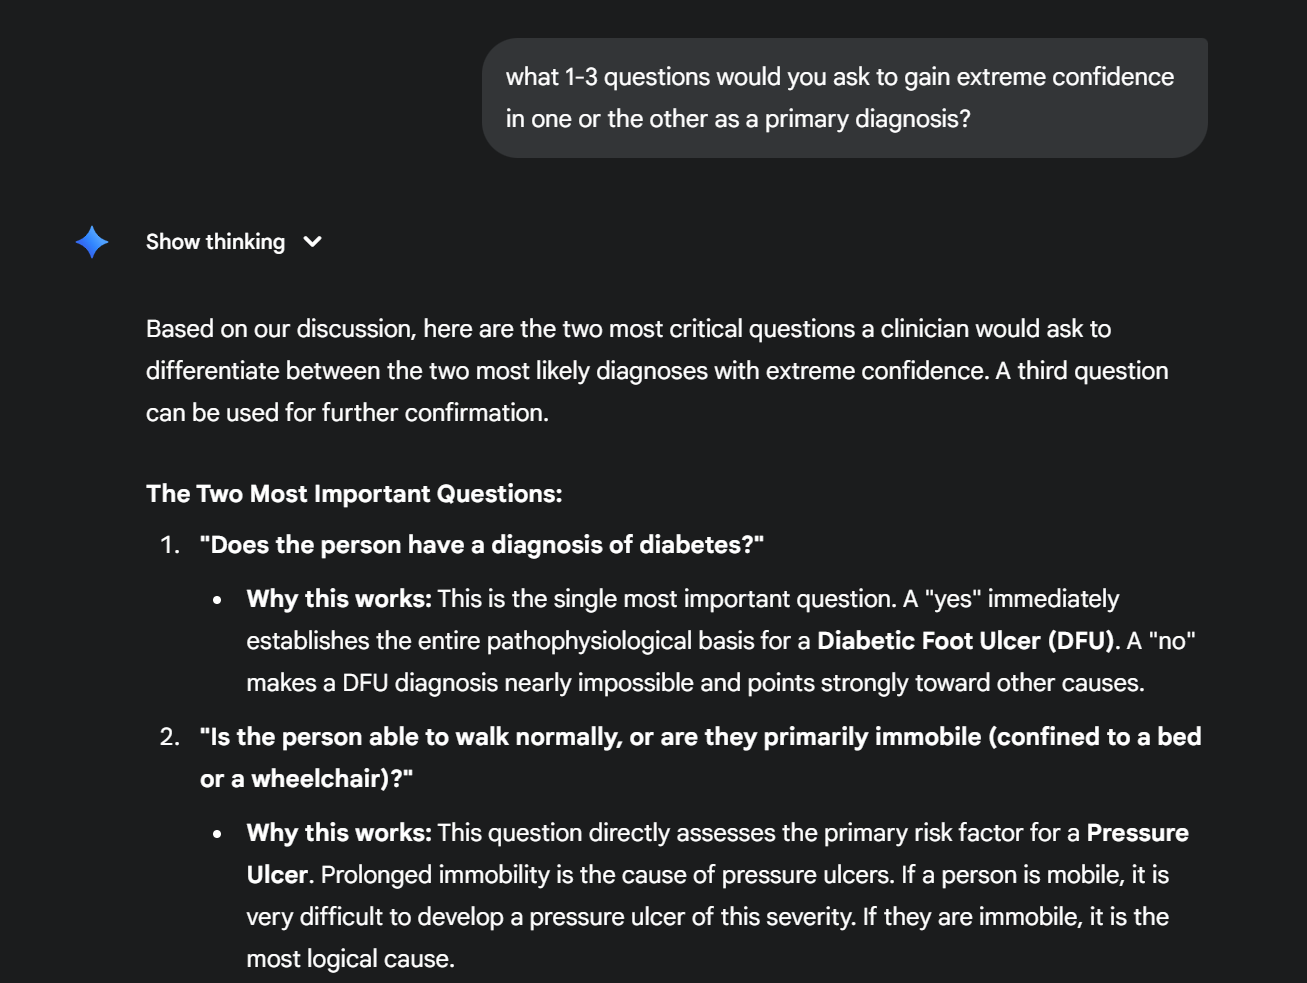 what 1-3 questions would you ask to gain extreme confidence
in one or the other as a primary diagnosis?
Show thinking
Based on our discussion, here are the two most critical questions a clinician would ask to
differentiate between the two most likely diagnoses with extreme confidence. A third question
can be used for further confirmation.
The Two Most Important Questions:
1. "Does the person have a diagnosis of diabetes?"
• Why this works: This is the single most important question. A "yes" immediately
establishes the entire pathophysiological basis for a Diabetic Foot Ulcer (DFU). A "no"
makes a DFU diagnosis nearly impossible and points strongly toward other causes.
2. "Is the person able to walk normally, or are they primarily immobile (confined to a bed
or a wheelchair)?"
• Why this works: This question directly assesses the primary risk factor for a Pressure
Ulcer. Prolonged immobility is the cause of pressure ulcers. If a person is mobile, it is
very difficult to develop a pressure ulcer of this severity. If they are immobile, it is the
most logical cause.